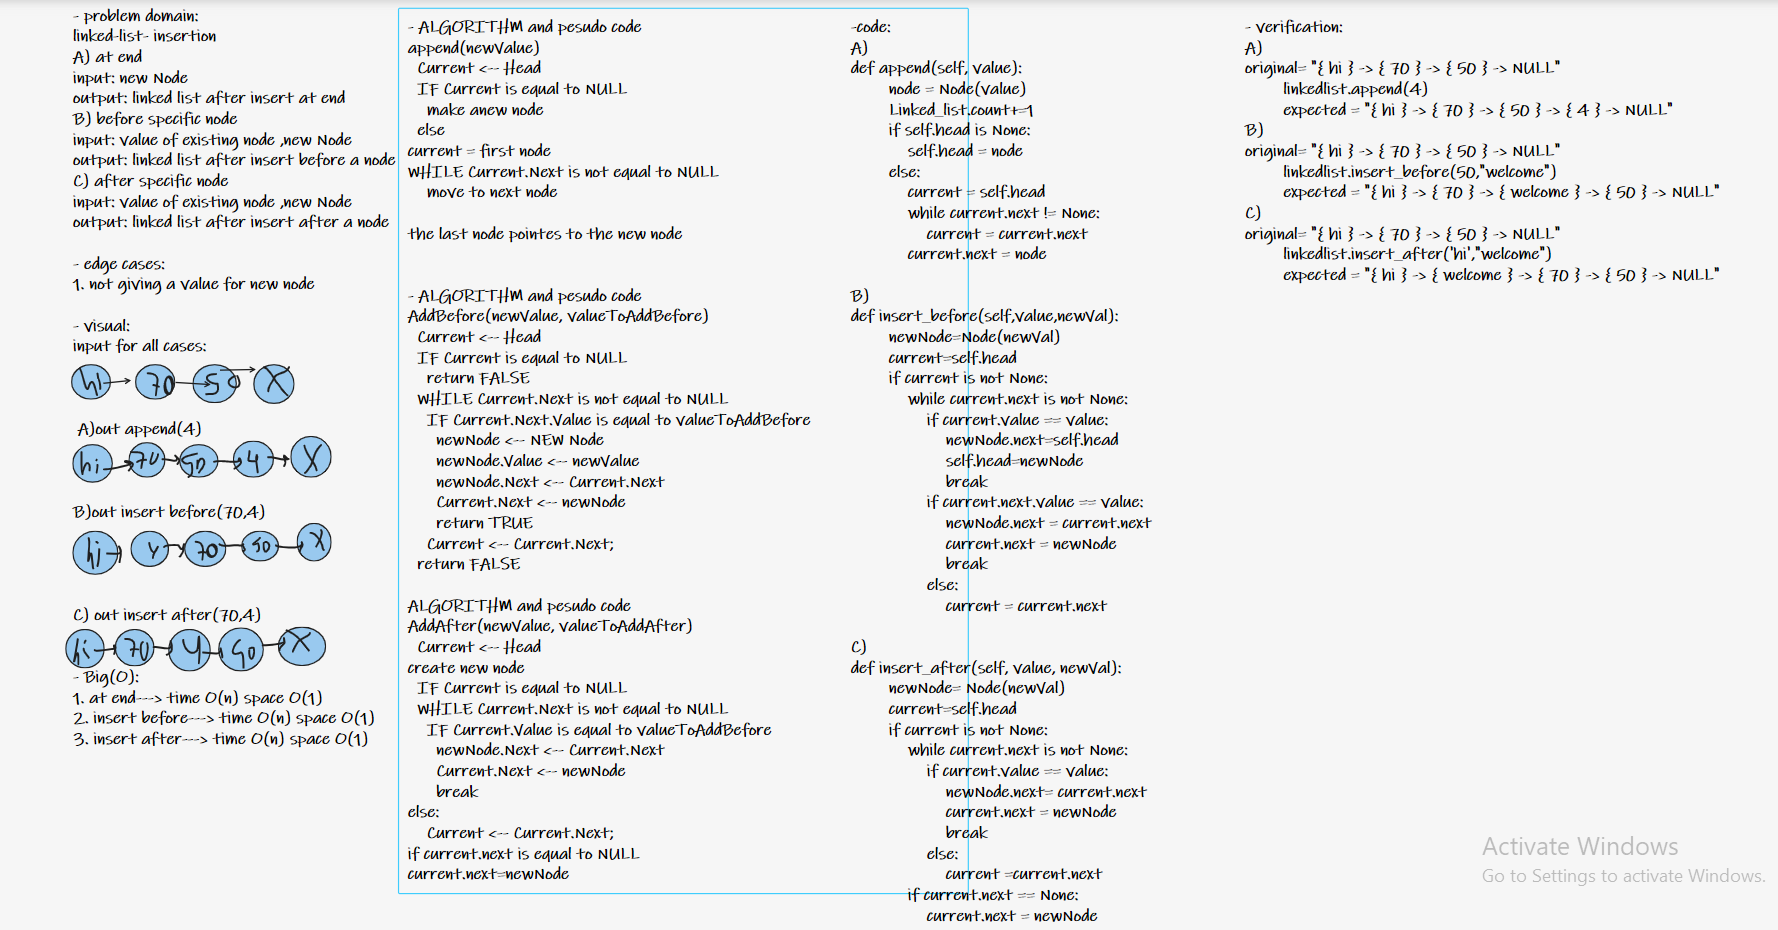 - problem domain:
linked-list- insertion
A) at end
input: new Node
output: linked list after insert at end
B) before specific node
input: value of existing node ,new Node
output: linked list after insert before a node
C) after specific node
input: value of existing node ,new Node
output: linked list after insert after a node
- edge cases:
1. not giving a value for new node
- visual:
input for all cases:
hi 70 50 X
A)out append(4)
hi 70 50 4 X
B)out insert before(70,4)
hi 4 70 50 X
C) out insert after(70,4)
hi 70 4 50 X
- Big(O):
1. at end---> time O(n) space O(1)
2. insert before---> time O(n) space O(1)
3. insert after---> time O(n) space O(1)
- ALGORITHM and pesudo code
append(newValue)
Current <-- Head
IF Current is equal to NULL
make anew node
else
current = first node
WHILE Current.Next is not equal to NULL
move to next node
the last node pointes to the new node
- ALGORITHM and pesudo code
AddBefore(newValue, valueToAddBefore)
Current <-- Head
IF Current is equal to NULL
return FALSE
WHILE Current.Next is not equal to NULL
IF Current.Next.Value is equal to valueToAddBefore
newNode <-- NEW Node
newNode.Value <-- newValue
newNode.Next <-- Current.Next
Current.Next <-- newNode
return TRUE
Current <-- Current.Next;
return FALSE
ALGORITHM and pesudo code
AddAfter(newValue, valueToAddAfter)
Current <-- Head
create new node
IF Current is equal to NULL
WHILE Current.Next is not equal to NULL
IF Current.Value is equal to valueToAddBefore
newNode.Next <-- Current.Next
Current.Next <-- newNode
break
else:
Current <-- Current.Next;
if current.next is equal to NULL
current.next=newNode
-code:
A)
def append(self, value):
node = Node(value)
Linked_list.count+=1
if self.head is None:
self.head = node
else:
current = self.head
while current.next != None:
current = current.next
current.next = node
B)
def insert_before(self,value,newVal):
newNode=Node(newVal)
current=self.head
if current is not None:
while current.next is not None:
if current.value == value:
newNode.next=self.head
self.head=newNode
break
if current.next.value == value:
newNode.next = current.next
current.next = newNode
break
else:
current = current.next
C)
def insert_after(self, value, newVal):
newNode= Node(newVal)
current=self.head
if current is not None:
while current.next is not None:
if current.value == value:
newNode.next= current.next
current.next = newNode
break
else:
current =current.next
if current.next == None:
current.next = newNode
- verification:
A)
original= "{ hi } -> { 70 } -> { 50 } -> NULL"
linkedlist.append(4)
expected = "{ hi } -> { 70 } -> { 50 } -> { 4 } -> NULL"
B)
original= "{ hi } -> { 70 } -> { 50 } -> NULL"
linkedlist.insert_before(50,"welcome")
expected = "{ hi } -> { 70 } -> { welcome } -> { 50 } -> NULL"
C)
original= "{ hi } -> { 70 } -> { 50 } -> NULL"
linkedlist.insert_after('hi',"welcome")
expected = "{ hi } -> { welcome } -> { 70 } -> { 50 } -> NULL"
Activate Windows
Go to Settings to activate Windows.